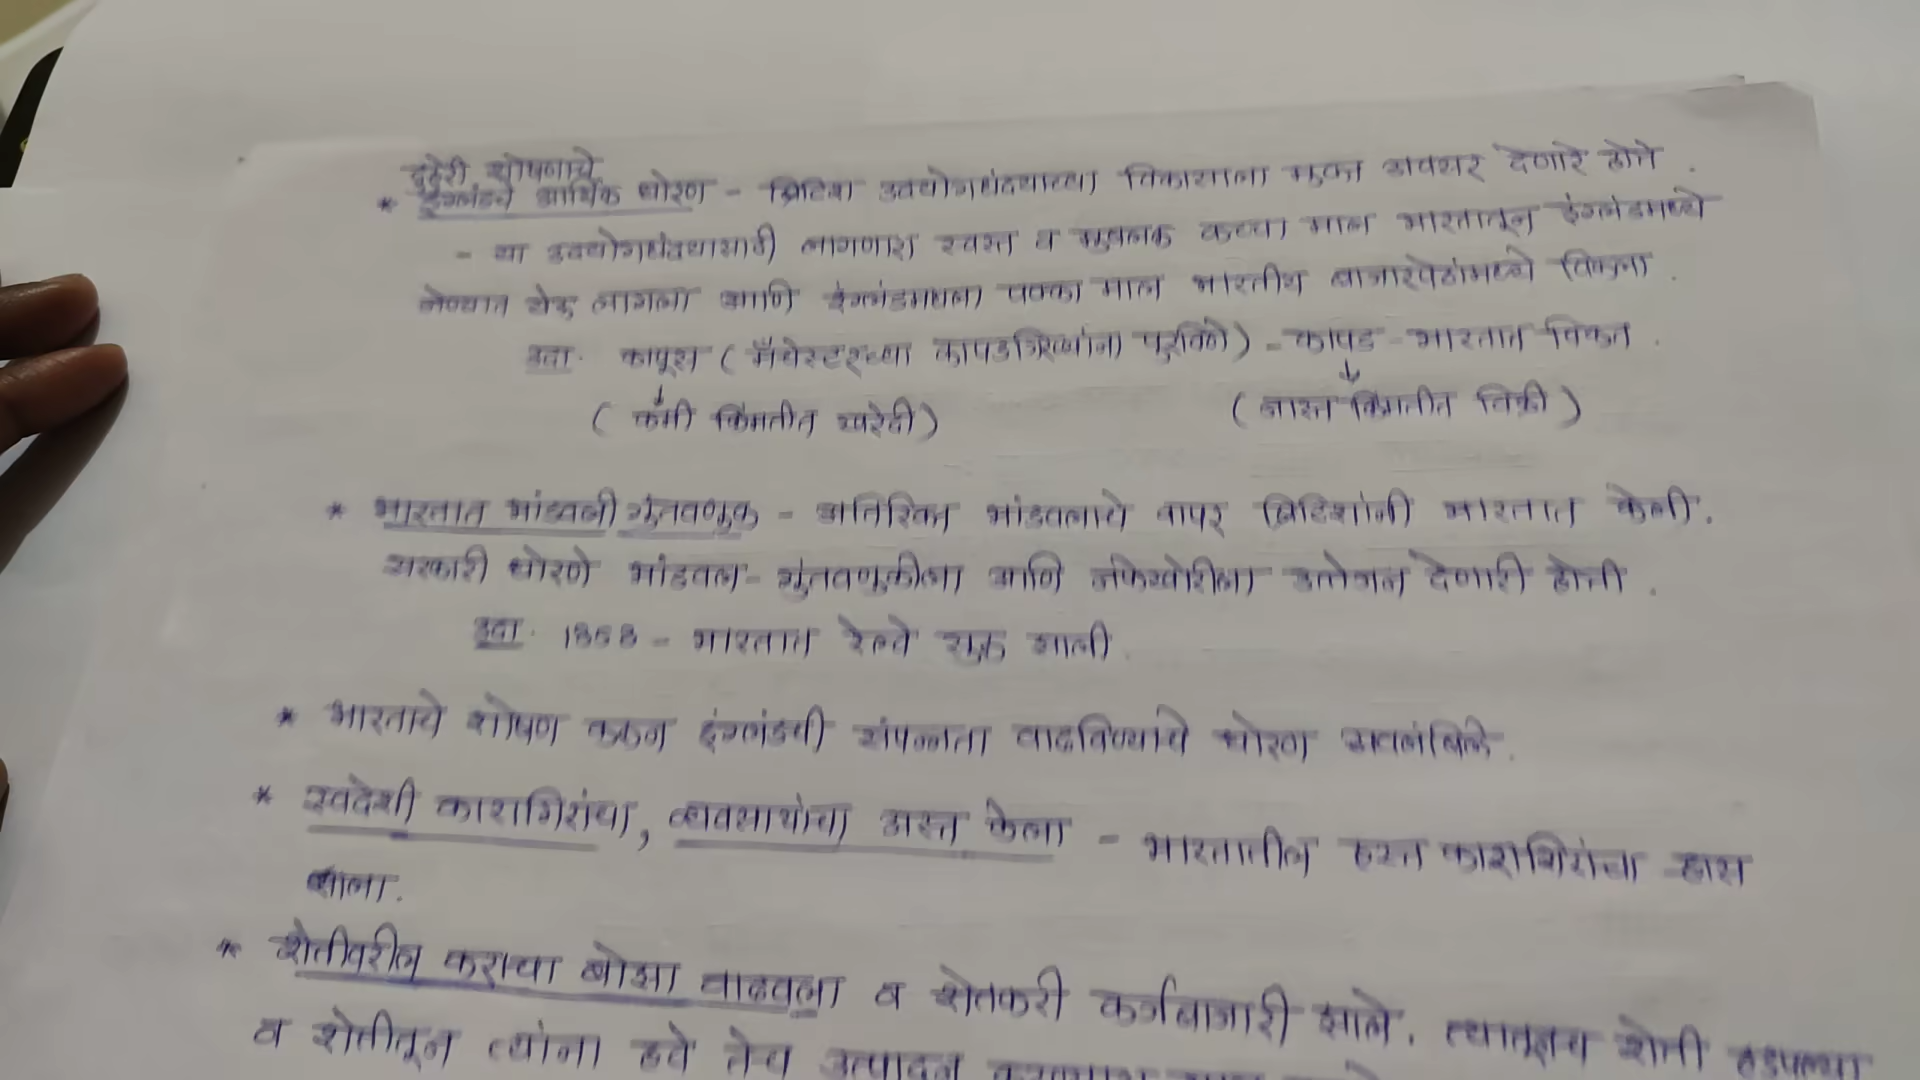 दुहेरी शोषणाचे
* इंग्लंडचे आर्थिक धोरण - ब्रिटिश उद्योगधंद्याच्या विकासाला मुक्त अवसर देणारे होते .
- या उद्योगधंद्यासाठी लागणारा स्वस्त व मुबलक कच्चा माल भारतातून इंग्लंडमध्ये
नेण्यात येऊ लागला आणि इंग्लंडमधला पक्का माल भारतीय बाजारपेठांमध्ये विकला .
उदा. कापूस ( मँचेस्टरच्या कापडगिरण्यांना पुरविले ) - कापड - भारतात विकत .
( कमी किंमतीत खरेदी )
↓
( जास्त किंमतीत विक्री )
* भारतात भांडवली गुंतवणुक - अतिरिक्त भांडवलाचे वापर ब्रिटिशांनी भारतात केली.
सरकारी धोरणे भांडवल - गुंतवणुकीला आणि नफेखोरीला उत्तेजन देणारी होती .
उदा. 1853 - भारतात रेल्वे सुरू झाली .
* भारताचे शोषण करून इंग्लंडची संपन्नता वाढविण्याचे धोरण अवलंबिले .
* स्वदेशी कारागिरांचा, व्यवसायांचा अस्त केला - भारतातील हस्त कारागिरांचा ऱ्हास
झाला.
* शेतीवरील कराचा बोझा वाढवला व शेतकरी कर्जबाजारी झाले. त्यातूनच शेती हडपल्या
व शेतीतून त्यांना हवे तेच उत्पादन